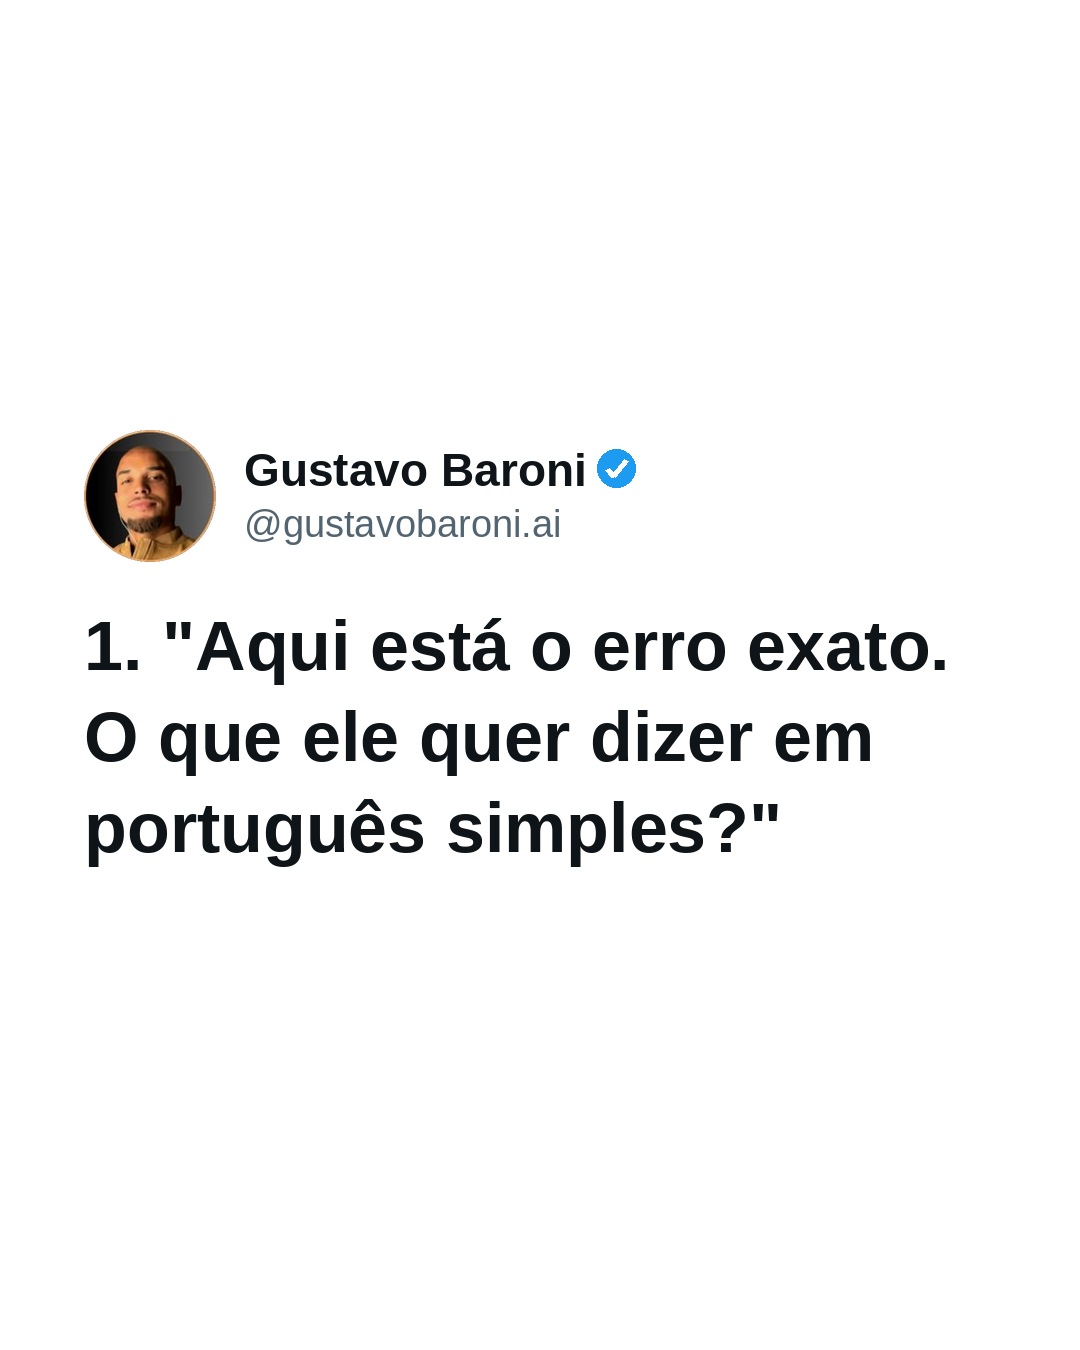 Gustavo Baroni
@gustavobaroni.ai
1. "Aqui está o erro exato.
O que ele quer dizer em
português simples?"